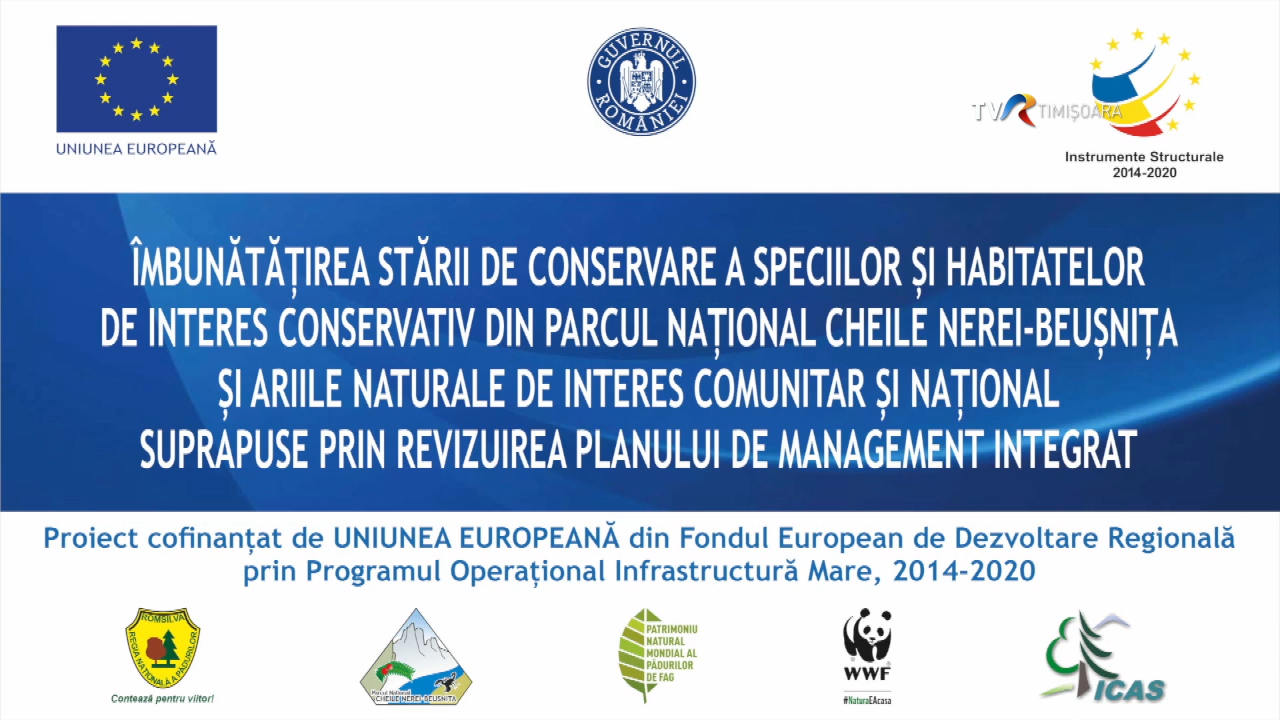 UNIUNEA EUROPEANĂ
GUVERNUL ROMÂNIEI
TVR TIMIȘOARA
Instrumente Structurale
2014-2020
ÎMBUNĂTĂȚIREA STĂRII DE CONSERVARE A SPECIILOR ȘI HABITATELOR
DE INTERES CONSERVATIV DIN PARCUL NAȚIONAL CHEILE NEREI-BEUȘNIȚA
ȘI ARIILE NATURALE DE INTERES COMUNITAR ȘI NAȚIONAL
SUPRAPUSE PRIN REVIZUIREA PLANULUI DE MANAGEMENT INTEGRAT
Proiect cofinanțat de UNIUNEA EUROPEANĂ din Fondul European de Dezvoltare Regională
prin Programul Operațional Infrastructură Mare, 2014-2020
ROMSILVA
REGIA NAȚIONALĂ A PĂDURILOR
Contează pentru viitor!
Parcul Național
CHEILE NEREI-BEUSNITA
PATRIMONIU
NATURAL
MONDIAL AL
PĂDURILOR
DE FAG
WWF
#NaturaEAcasa
ICAS